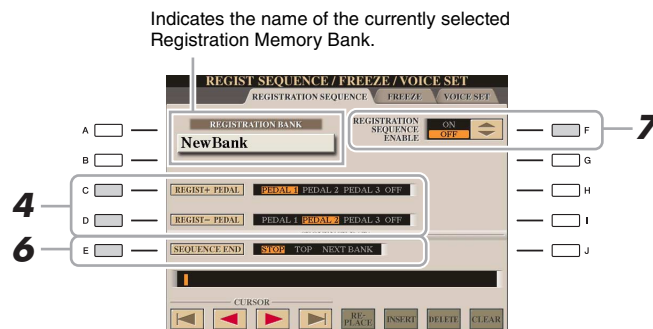 Indicates the name of the currently selected
Registration Memory Bank.
REGIST SEQUENCE / FREEZE / VOICE SET
REGISTRATION SEQUENCE FREEZE VOICE SET
REGISTRATION BANK
NewBank
REGISTRATION
SEQUENCE
ENABLE
ON
OFF
7
A
B
C
D
E
F
G
H
I
J
4
REGIST+ PEDAL PEDAL 1 PEDAL 2 PEDAL 3 OFF
REGIST− PEDAL PEDAL 1 PEDAL 2 PEDAL 3 OFF
6
SEQUENCE END STOP TOP NEXT BANK
CURSOR
RE-
PLACE
INSERT
DELETE
CLEAR